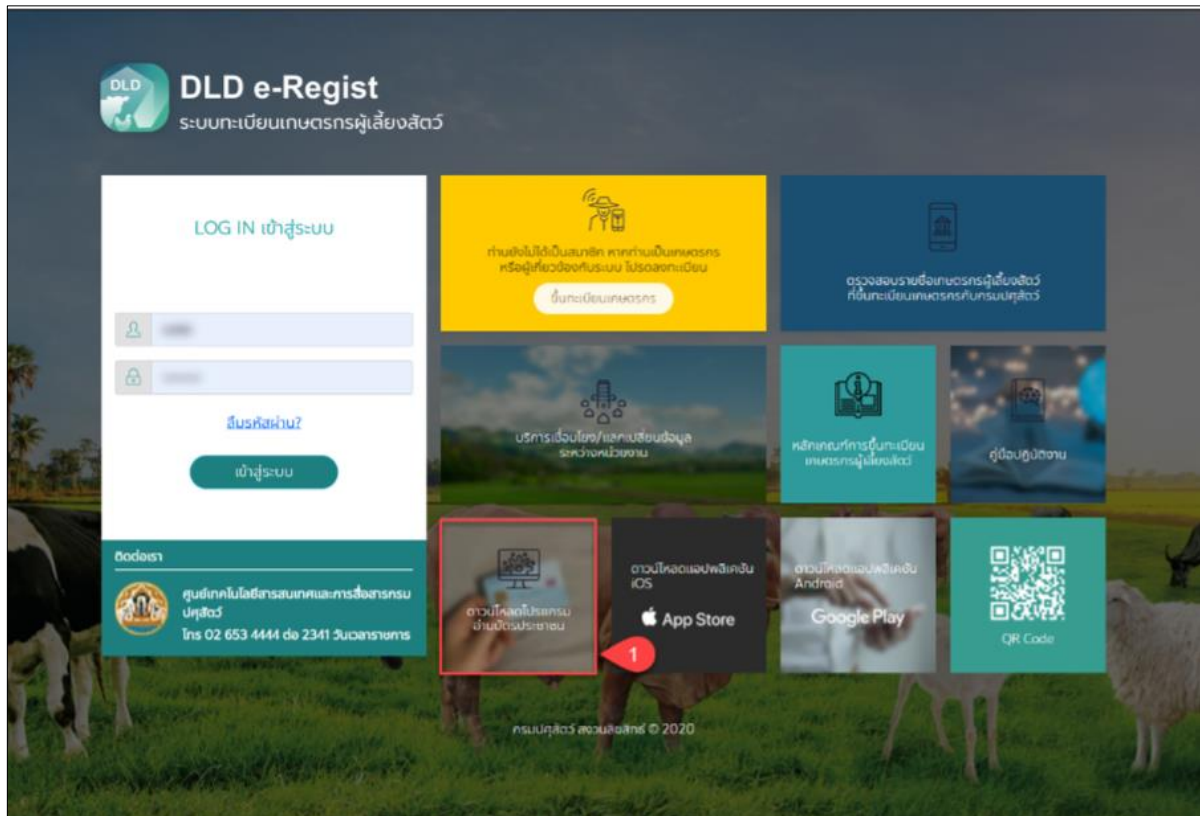 DLD
DLD e-Regist
ระบบทะเบียนเกษตรกรผู้เลี้ยงสัตว์
LOG IN เข้าสู่ระบบ
ลืมรหัสผ่าน?
เข้าสู่ระบบ
ติดต่อเรา
ศูนย์เทคโนโลยีสารสนเทศและการสื่อสารกรม
ปศุสัตว์
โทร 02 653 4444 ต่อ 2341 วันเวลาราชการ
ท่านยังไม่ได้เป็นสมาชิก หากท่านเป็นเกษตรกร
หรือผู้เกี่ยวข้องกับระบบ โปรดลงทะเบียน
ขึ้นทะเบียนเกษตรกร
ตรวจสอบรายชื่อเกษตรกรผู้เลี้ยงสัตว์
ที่ขึ้นทะเบียนเกษตรกรกับกรมปศุสัตว์
บริการเชื่อมโยง/แลกเปลี่ยนข้อมูล
ระหว่างหน่วยงาน
หลักเกณฑ์การขึ้นทะเบียน
เกษตรกรผู้เลี้ยงสัตว์
คู่มือปฏิบัติงาน
ดาวน์โหลดโปรแกรม
อ่านบัตรประชาชน
1
ดาวน์โหลดแอปพลิเคชัน
iOS
App Store
ดาวน์โหลดแอปพลิเคชัน
Android
Google Play
QR Code
กรมปศุสัตว์ สงวนลิขสิทธ์ © 2020